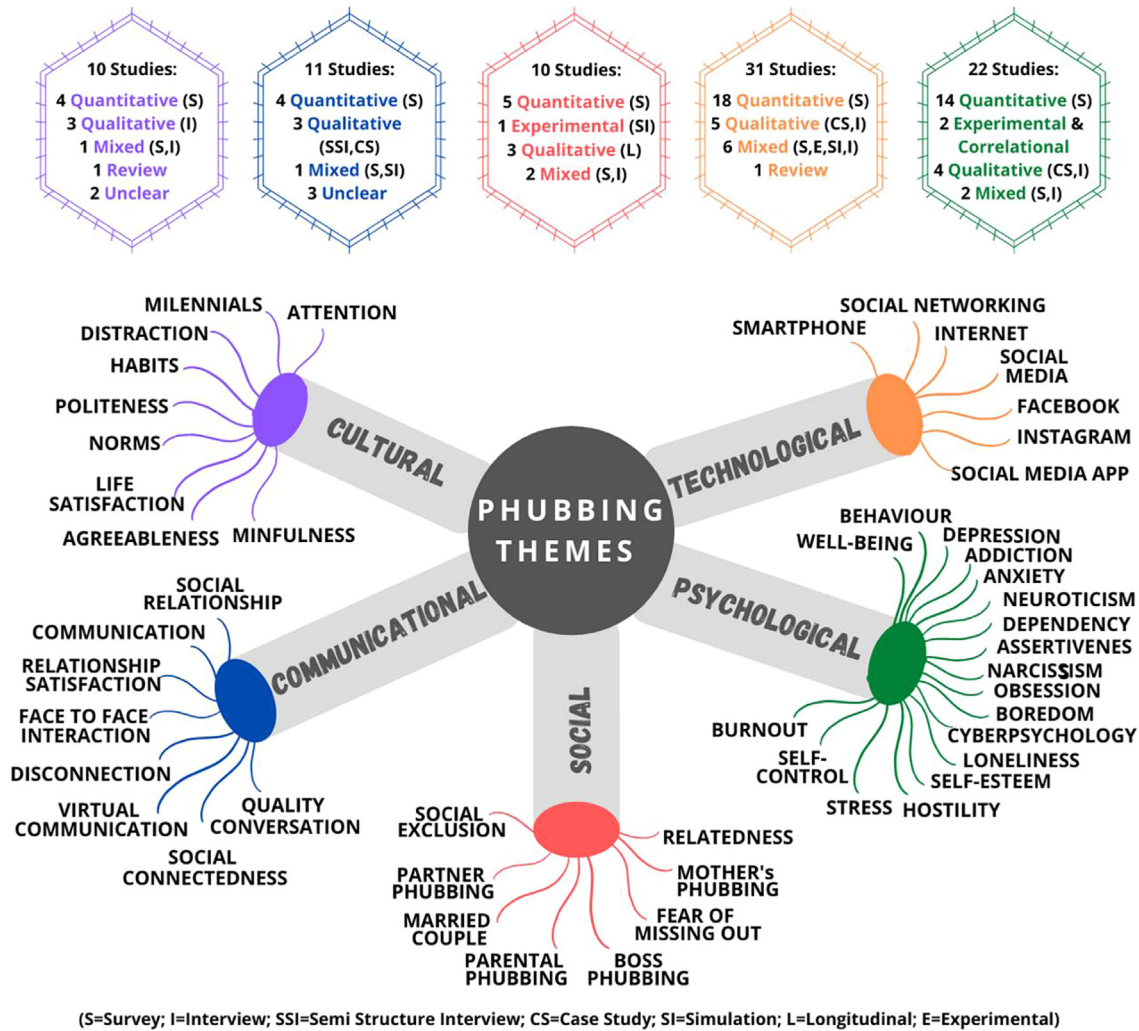 10 Studies:
4 Quantitative (S)
3 Qualitative (I)
1 Mixed (S,I)
1 Review
2 Unclear
11 Studies:
4 Quantitative (S)
3 Qualitative
(SSI,CS)
1 Mixed (S,SI)
3 Unclear
10 Studies:
5 Quantitative (S)
1 Experimental (SI)
3 Qualitative (L)
2 Mixed (S,I)
31 Studies:
18 Quantitative (S)
5 Qualitative (CS,I)
6 Mixed (S,E,SI,I)
1 Review
22 Studies:
14 Quantitative (S)
2 Experimental &
Correlational
4 Qualitative (CS,I)
2 Mixed (S,I)
PHUBBING
THEMES
CULTURAL
MILENNIALS
ATTENTION
DISTRACTION
HABITS
POLITENESS
NORMS
LIFE
SATISFACTION
AGREEABLENESS
MINFULNESS
TECHNOLOGICAL
SOCIAL NETWORKING
SMARTPHONE
INTERNET
SOCIAL
MEDIA
FACEBOOK
INSTAGRAM
SOCIAL MEDIA APP
COMMUNICATIONAL
SOCIAL
RELATIONSHIP
COMMUNICATION
RELATIONSHIP
SATISFACTION
FACE TO FACE
INTERACTION
DISCONNECTION
VIRTUAL
COMMUNICATION
QUALITY
CONVERSATION
SOCIAL
CONNECTEDNESS
PSYCHOLOGICAL
BEHAVIOUR
WELL-BEING
DEPRESSION
ADDICTION
ANXIETY
NEUROTICISM
DEPENDENCY
ASSERTIVENES
NARCISSISM
OBSESSION
BOREDOM
CYBERPSYCHOLOGY
LONELINESS
SELF-ESTEEM
HOSTILITY
STRESS
SELF-
CONTROL
BURNOUT
SOCIAL
SOCIAL
EXCLUSION
PARTNER
PHUBBING
MARRIED
COUPLE
PARENTAL
PHUBBING
BOSS
PHUBBING
FEAR OF
MISSING OUT
MOTHER's
PHUBBING
RELATEDNESS
(S=Survey; I=Interview; SSI=Semi Structure Interview; CS=Case Study; SI=Simulation; L=Longitudinal; E=Experimental)